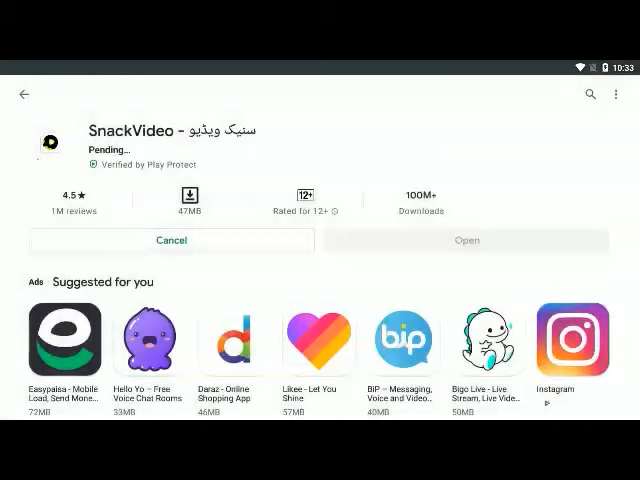 10:33
SnackVideo - سنیک ویڈیو
Pending...
Verified by Play Protect
4.5★
1M reviews
47MB
12+
Rated for 12+
100M+
Downloads
Cancel
Open
Ads Suggested for you
bip
Easypaisa - Mobile
Load, Send Mone...
72MB
Hello Yo – Free
Voice Chat Rooms
33MB
Daraz - Online
Shopping App
46MB
Likee - Let You
Shine
57MB
BiP – Messaging,
Voice and Video...
40MB
Bigo Live - Live
Stream, Live Vide...
50MB
Instagram